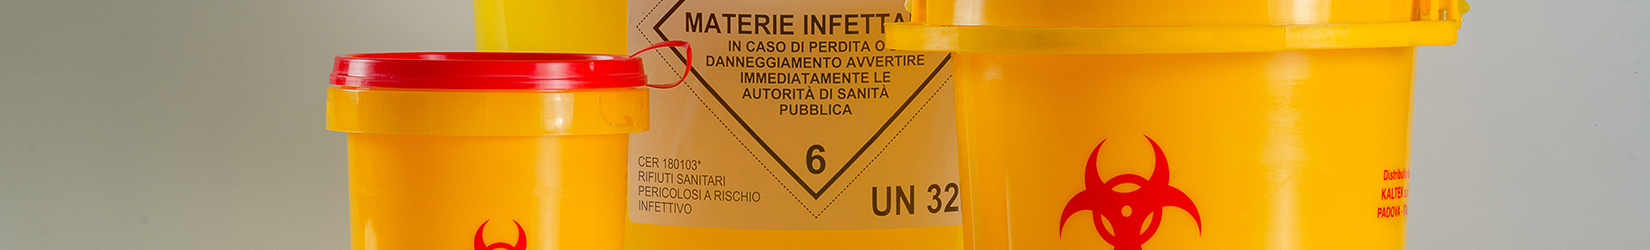 MATERIE INFETTA
IN CASO DI PERDITA O
DANNEGGIAMENTO AVVERTIRE
IMMEDIATAMENTE LE
AUTORITÀ DI SANITÀ
PUBBLICA
6
CER 180103*
RIFIUTI SANITARI
PERICOLOSI A RISCHIO
INFETTIVO
UN 32
KALTEK
PADOVA